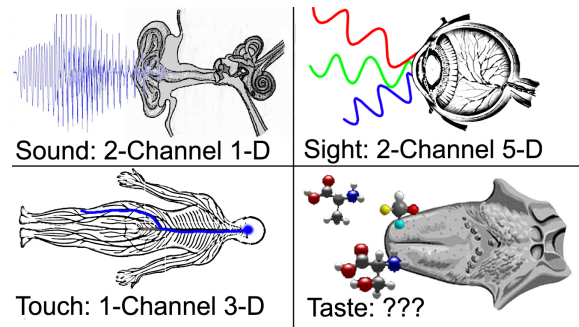 Sound: 2-Channel 1-D
Sight: 2-Channel 5-D
Touch: 1-Channel 3-D
Taste: ???